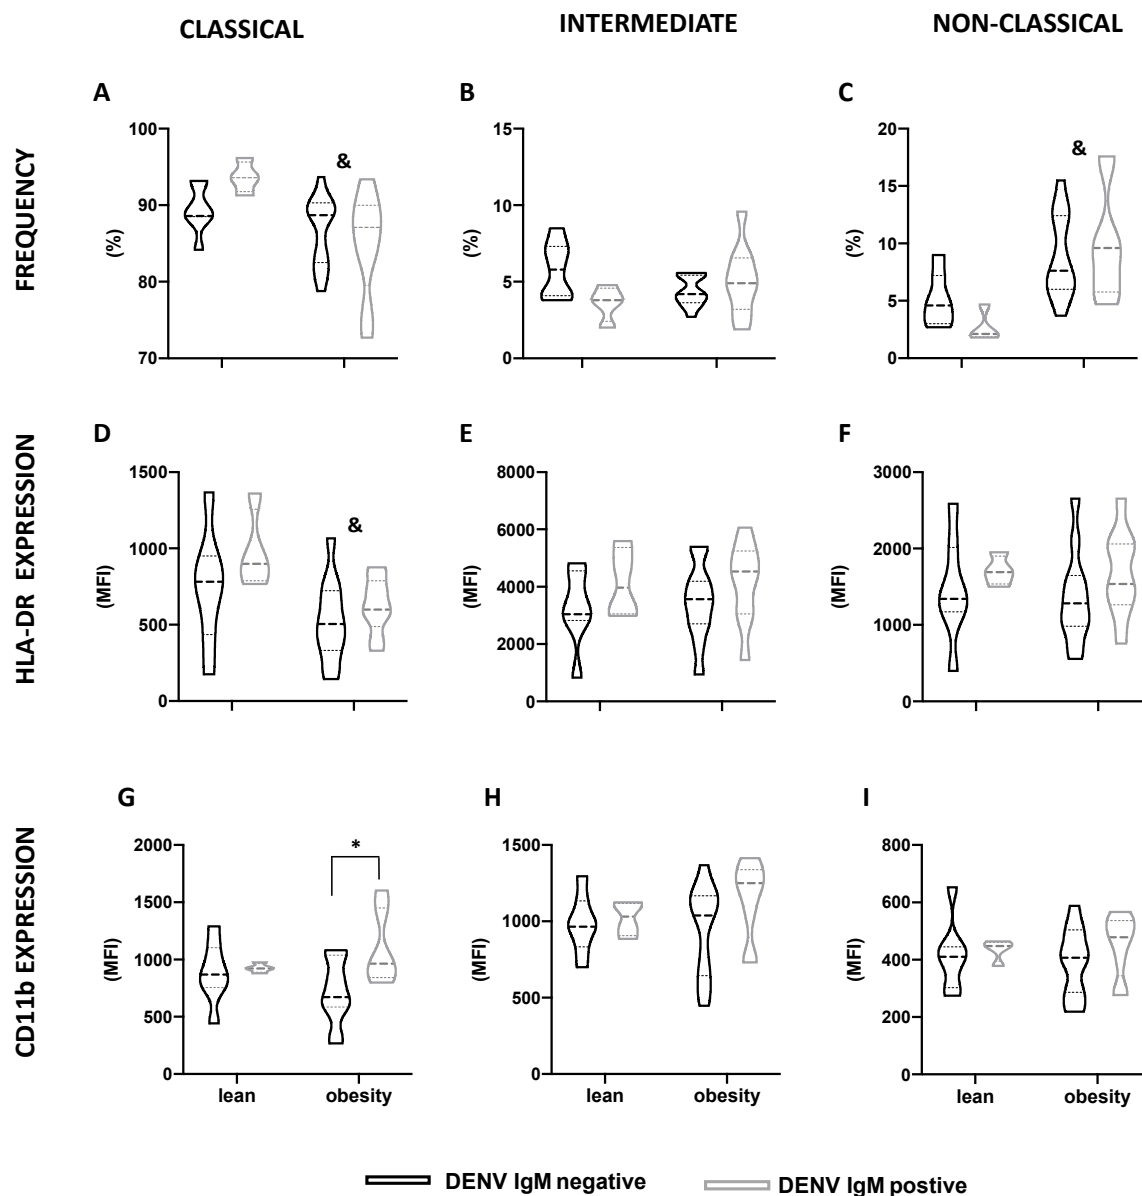 CLASSICAL INTERMEDIATE NON-CLASSICAL
FREQUENCY
A
(%)
100
90
80
70
&
B
(%)
15
10
5
0
C
(%)
20
15
10
5
0
&
HLA-DR EXPRESSION
D
(MFI)
1500
1000
500
0
&
E
(MFI)
8000
6000
4000
2000
0
F
(MFI)
3000
2000
1000
0
CD11b EXPRESSION
G
(MFI)
2000
1500
1000
500
0
*
lean obesity
H
(MFI)
1500
1000
500
0
lean obesity
I
(MFI)
800
600
400
200
0
lean obesity
DENV IgM negative DENV IgM postive